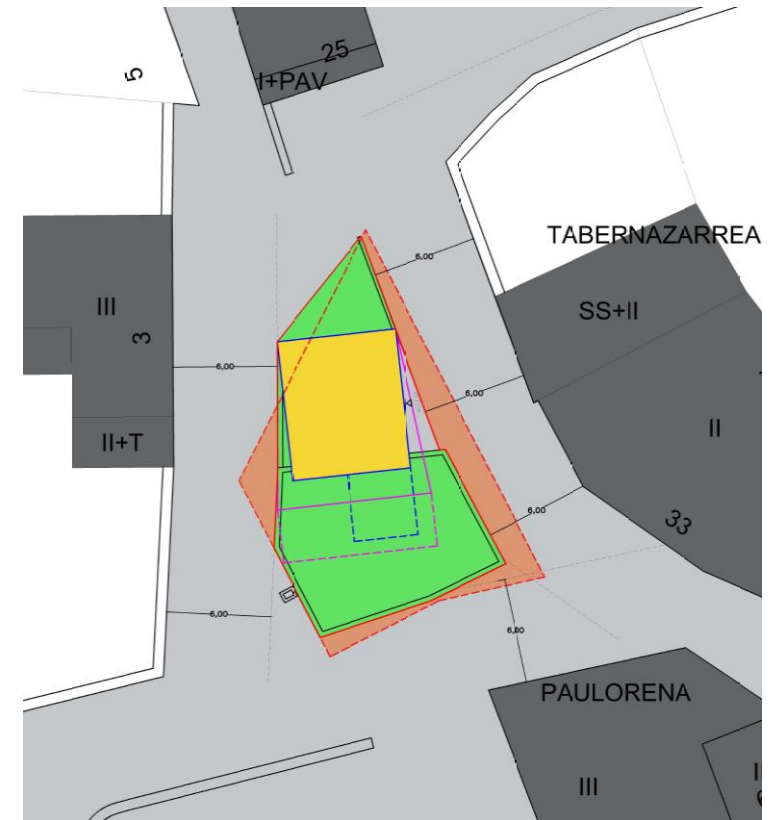 25
5
I+PAV
TABERNAZARREA
6,00
SS+II
III
3
6,00
6,00
II
II+T
6,00
33
6,00
6,00
PAULORENA
III